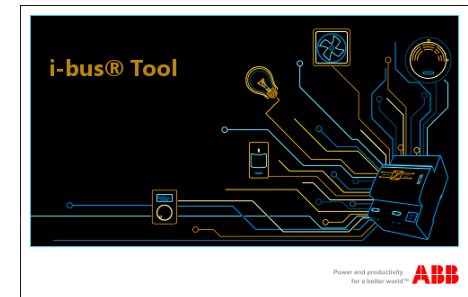 i-bus® Tool
Power and productivity
for a better world™
ABB